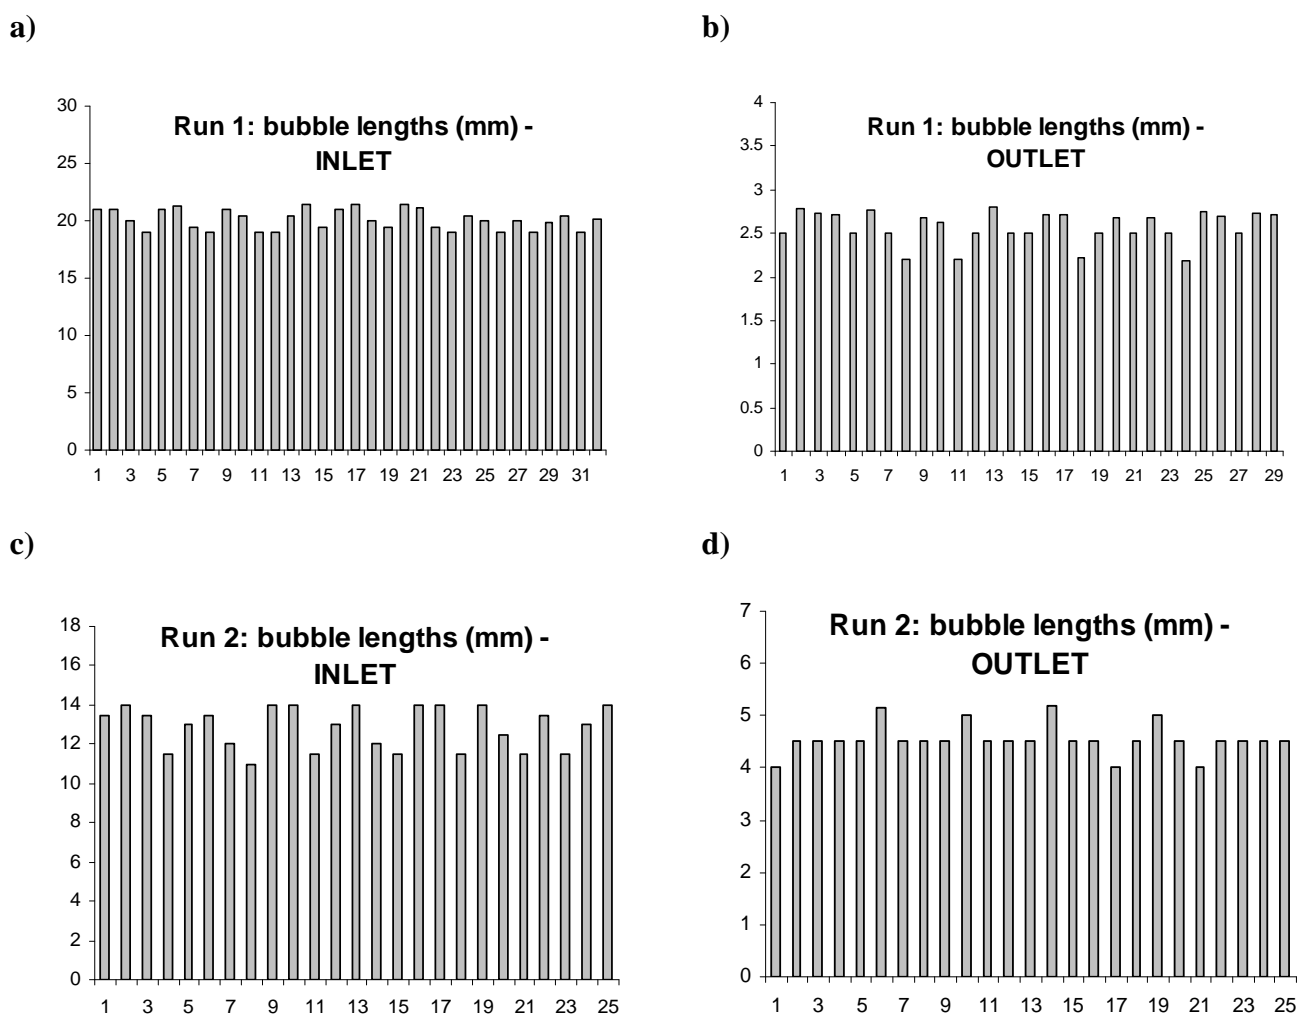 a)
b)
Run 1: bubble lengths (mm) -
INLET
30
25
20
15
10
5
0
1 3 5 7 9 11 13 15 17 19 21 23 25 27 29 31
Run 1: bubble lengths (mm) -
OUTLET
4
3.5
3
2.5
2
1.5
1
0.5
0
1 3 5 7 9 11 13 15 17 19 21 23 25 27 29
c)
d)
Run 2: bubble lengths (mm) -
INLET
18
16
14
12
10
8
6
4
2
0
1 3 5 7 9 11 13 15 17 19 21 23 25
Run 2: bubble lengths (mm) -
OUTLET
7
6
5
4
3
2
1
0
1 3 5 7 9 11 13 15 17 19 21 23 25